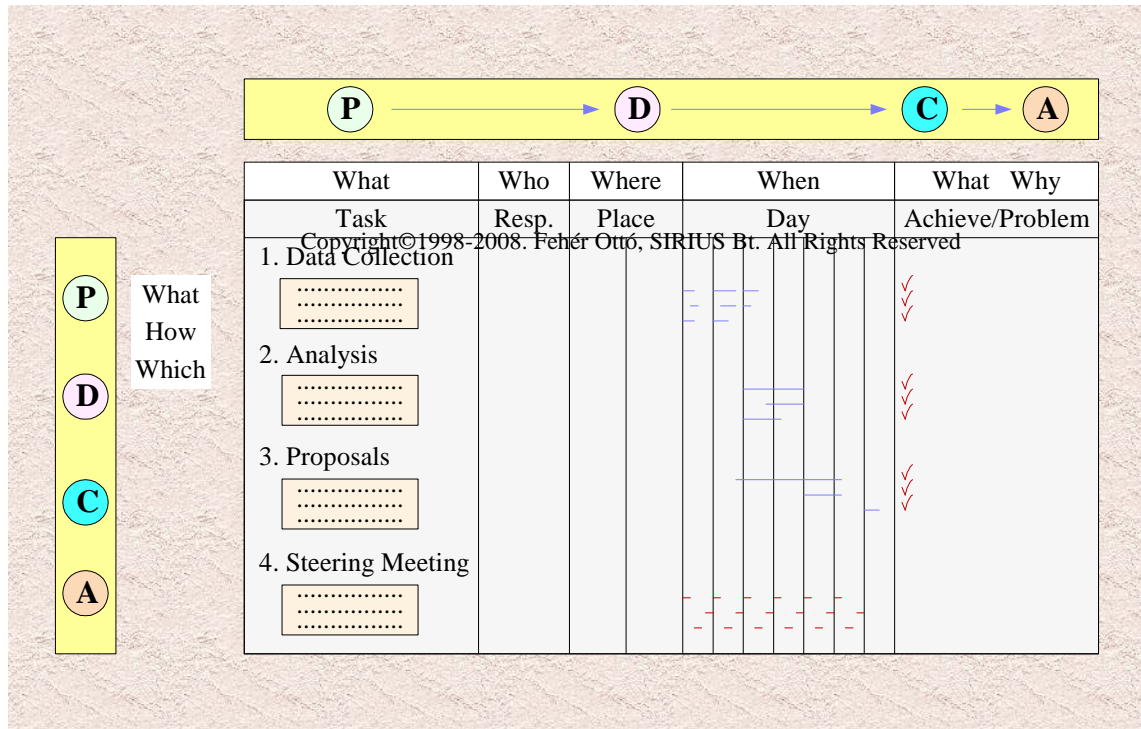 P D C A
What Who Where When What Why
Task Resp. Place Day Achieve/Problem
Copyright©1998-2008. Fehér Ottó, SIRIUS Bt. All Rights Reserved
1. Data Collection
P What
How
Which
2. Analysis
D
3. Proposals
C
4. Steering Meeting
A